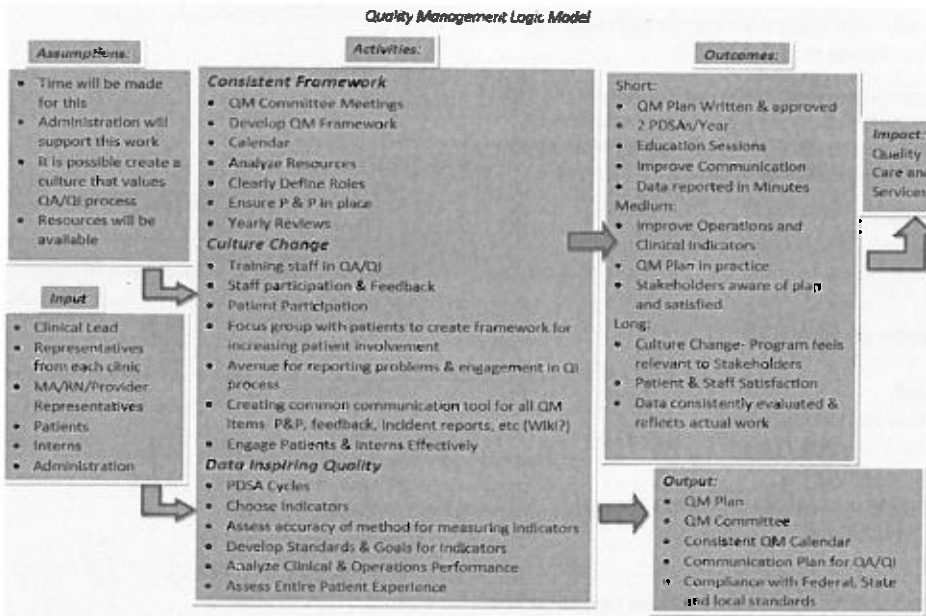 Quality Management Logic Model
Assumptions:
• Time will be made
for this
• Administration will
support this work
• It is possible create a
culture that values
QA/QI process
• Resources will be
available
Input
• Clinical Lead
• Representatives
from each clinic
• MA/RN/Provider
Representatives
• Patients
• Interns
• Administration
Activities:
Consistent Framework
• QM Committee Meetings
• Develop QM Framework
• Calendar
• Analyze Resources
• Clearly Define Roles
• Ensure P & P in place
• Yearly Reviews
Culture Change
• Training staff in QA/QI
• Staff participation & Feedback
• Patient Participation
• Focus group with patients to create framework for
increasing patient involvement
• Avenue for reporting problems & engagement in QI
process
• Creating common communication tool for all QM
items P&P, feedback, incident reports, etc (Wiki?)
• Engage Patients & Interns Effectively
Data Inspiring Quality
• PDSA Cycles
• Choose Indicators
• Assess accuracy of method for measuring indicators
• Develop Standards & Goals for Indicators
• Analyze Clinical & Operations Performance
• Assess Entire Patient Experience
Outcomes:
Short:
• QM Plan Written & approved
• 2 PDSAs/Year
• Education Sessions
• Improve Communication
• Data reported in Minutes
Medium:
• Improve Operations and
Clinical Indicators
• QM Plan in practice
• Stakeholders aware of plan
and satisfied
Long:
• Culture Change- Program feels
relevant to Stakeholders
• Patient & Staff Satisfaction
• Data consistently evaluated &
reflects actual work
Output:
• QM Plan
• QM Committee
• Consistent QM Calendar
• Communication Plan for QA/QI
• Compliance with Federal, State
and local standards
Impact:
Quality
Care and
Services